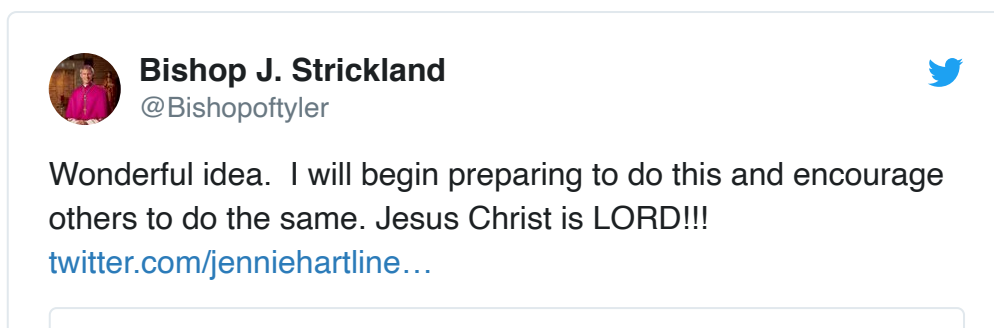 Bishop J. Strickland
@Bishopoftyler
Wonderful idea.  I will begin preparing to do this and encourage
others to do the same. Jesus Christ is LORD!!!
twitter.com/jenniehartline…